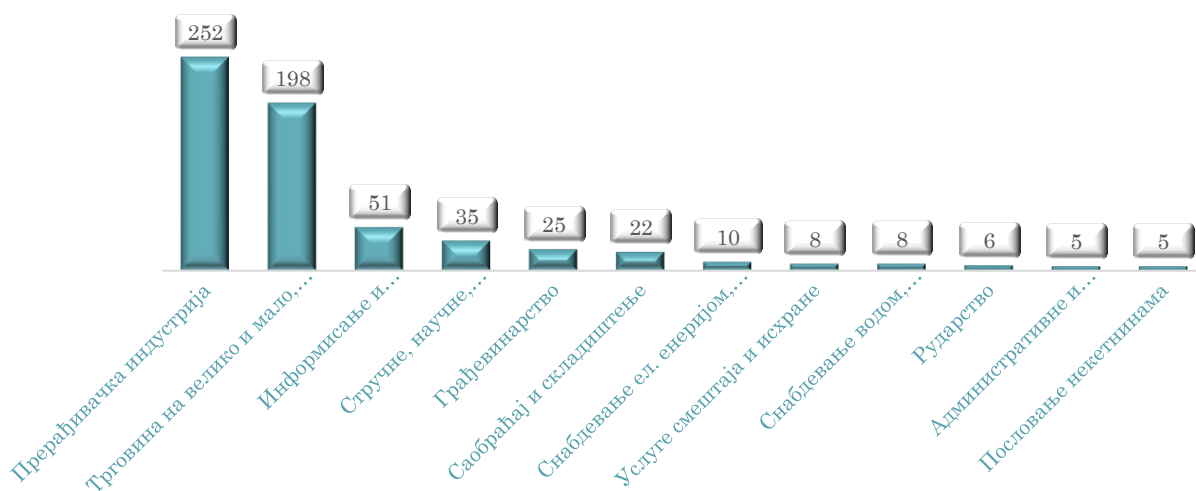 252
198
51
35
25
22
10
8
8
6
5
5
Прерађивачка индустрија
Трговина на велико и мало,...
Информисање и...
Стручне, научне,...
Грађевинарство
Саобраћај и складиштење
Снабдевање ел. енеријом,...
Услуге смештаја и исхране
Снабдевање водом,...
Рударство
Административне и...
Пословање некетнинама